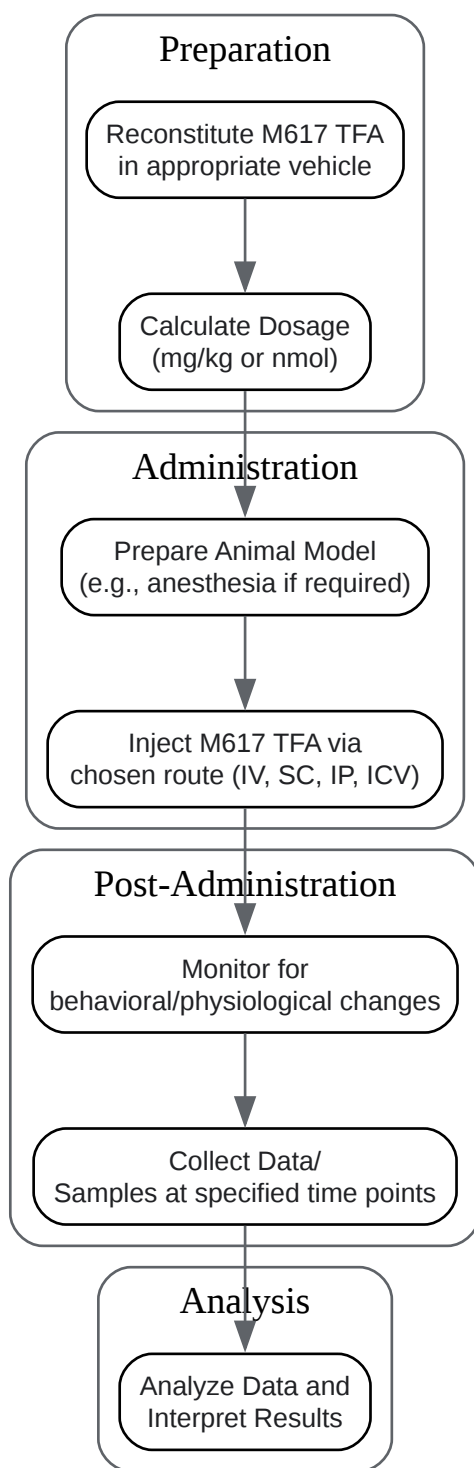 Preparation
Reconstitute M617 TFA
in appropriate vehicle
Calculate Dosage
(mg/kg or nmol)
Administration
Prepare Animal Model
(e.g., anesthesia if required)
Inject M617 TFA via
chosen route (IV, SC, IP, ICV)
Post-Administration
Monitor for
behavioral/physiological changes
Collect Data/
Samples at specified time points
Analysis
Analyze Data and
Interpret Results